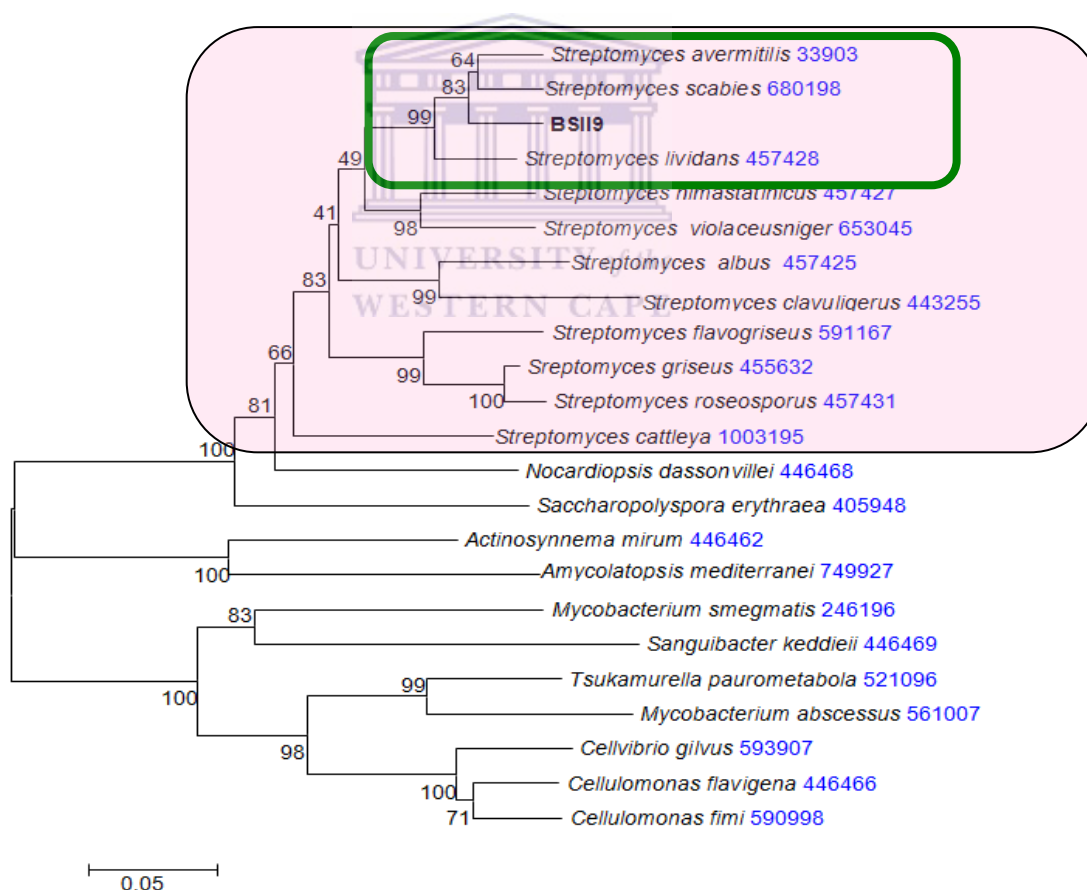 Streptomyces avermitilis 33903
64
Streptomyces scabies 680198
83
BSII9
99
Streptomyces lividans 457428
49
Steptomyces himastatinicus 457427
41
Streptomyces violaceusniger 653045
98
UNIVERSITY of the
Streptomyces albus 457425
83
99
WESTERN CAPE
Streptomyces clavuligerus 443255
Streptomyces flavogriseus 591167
66
Sreptomyces griseus 455632
99
100
Streptomyces roseosporus 457431
81
Streptomyces cattleya 1003195
100
Nocardiopsis dassonvillei 446468
Saccharopolyspora erythraea 405948
Actinosynnema mirum 446462
100
Amycolatopsis mediterranei 749927
83
Mycobacterium smegmatis 246196
Sanguibacter keddieii 446469
100
99
Tsukamurella paurometabola 521096
Mycobacterium abscessus 561007
98
Cellvibrio gilvus 593907
100
Cellulomonas flavigena 446466
71
Cellulomonas fimi 590998
0.05